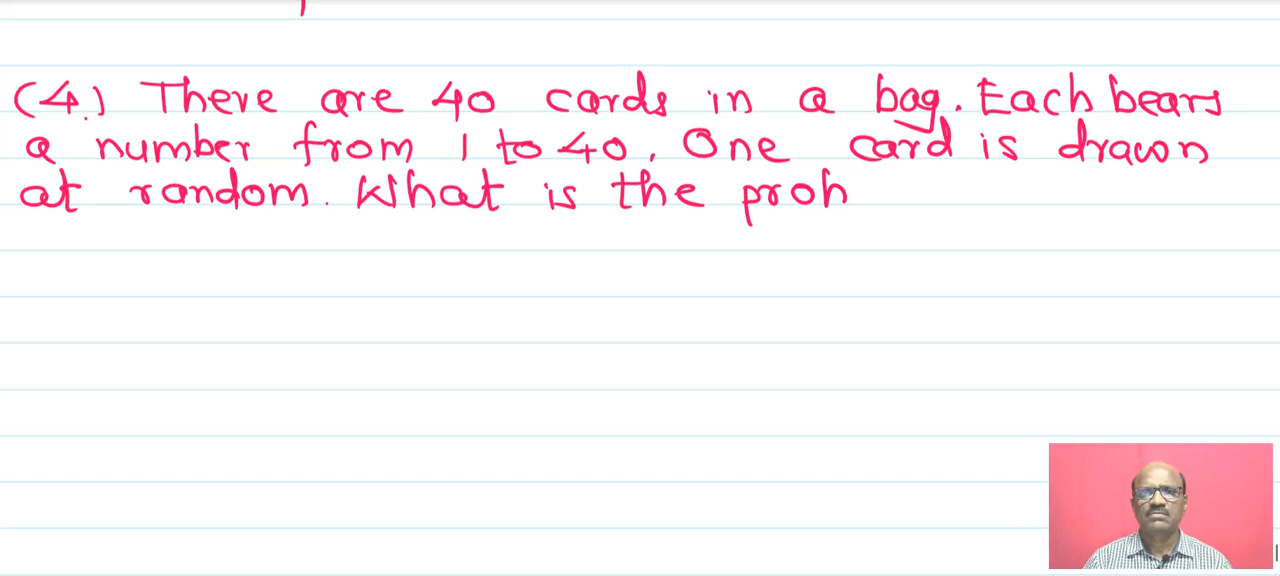 (4.) There are 40 cards in a bag. Each bears
a number from 1 to 40. One card is drawn
at random. What is the proh